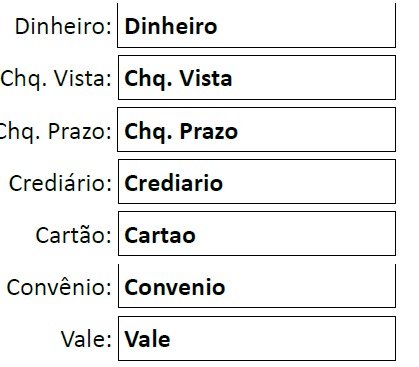 Dinheiro: Dinheiro
Chq. Vista: Chq. Vista
Chq. Prazo: Chq. Prazo
Crediário: Crediario
Cartão: Cartao
Convênio: Convenio
Vale: Vale